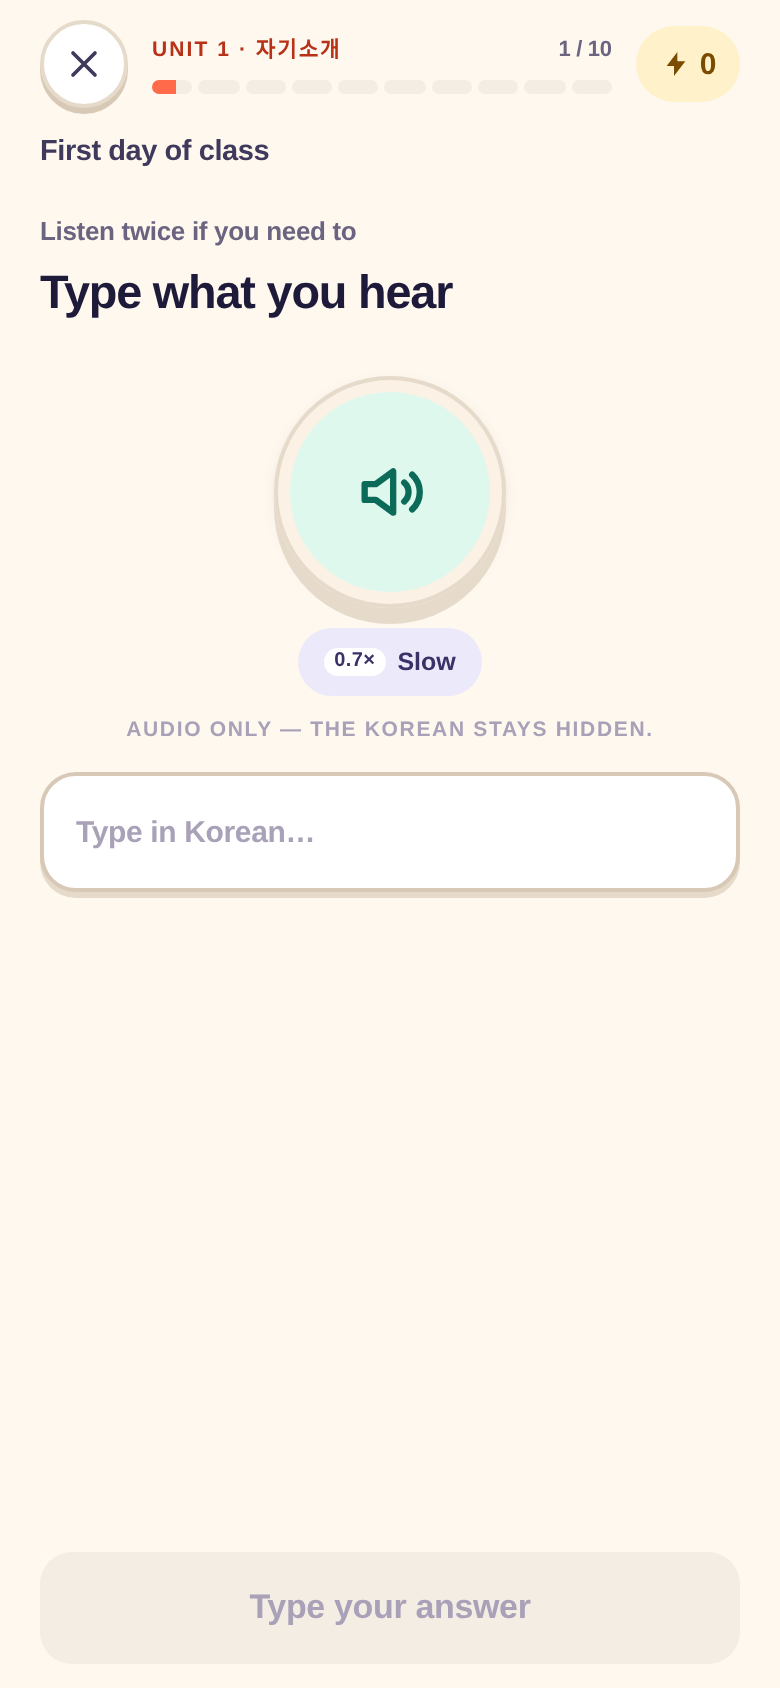 UNIT 1 · 자기소개
1 / 10
0
First day of class
Listen twice if you need to
Type what you hear
0.7× Slow
AUDIO ONLY — THE KOREAN STAYS HIDDEN.
Type in Korean…
Type your answer